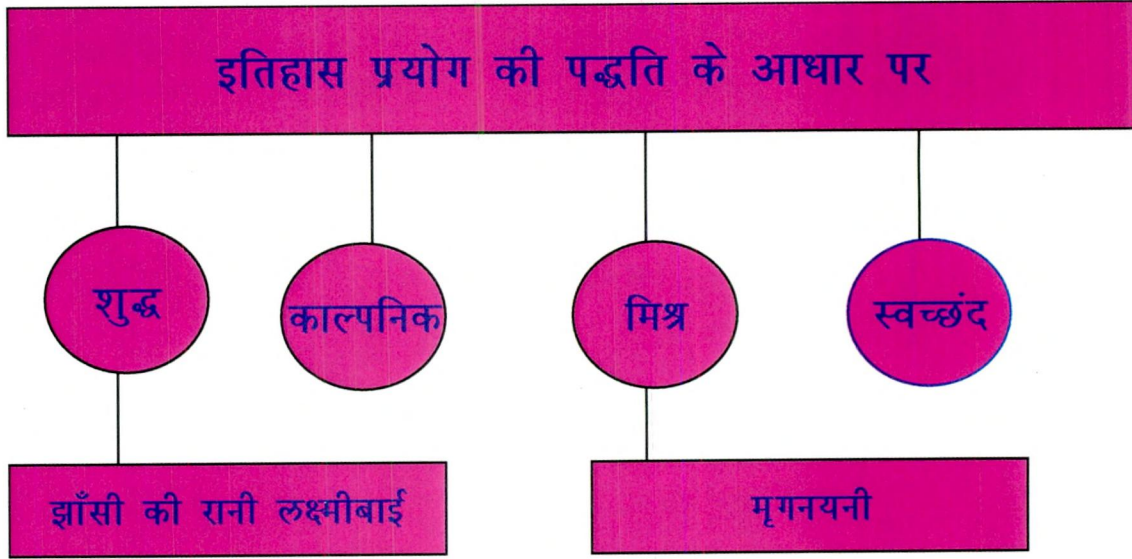 इतिहास प्रयोग की पद्धति के आधार पर
शुद्ध
काल्पनिक
मिश्र
स्वच्छंद
झाँसी की रानी लक्ष्मीबाई
मृगनयनी